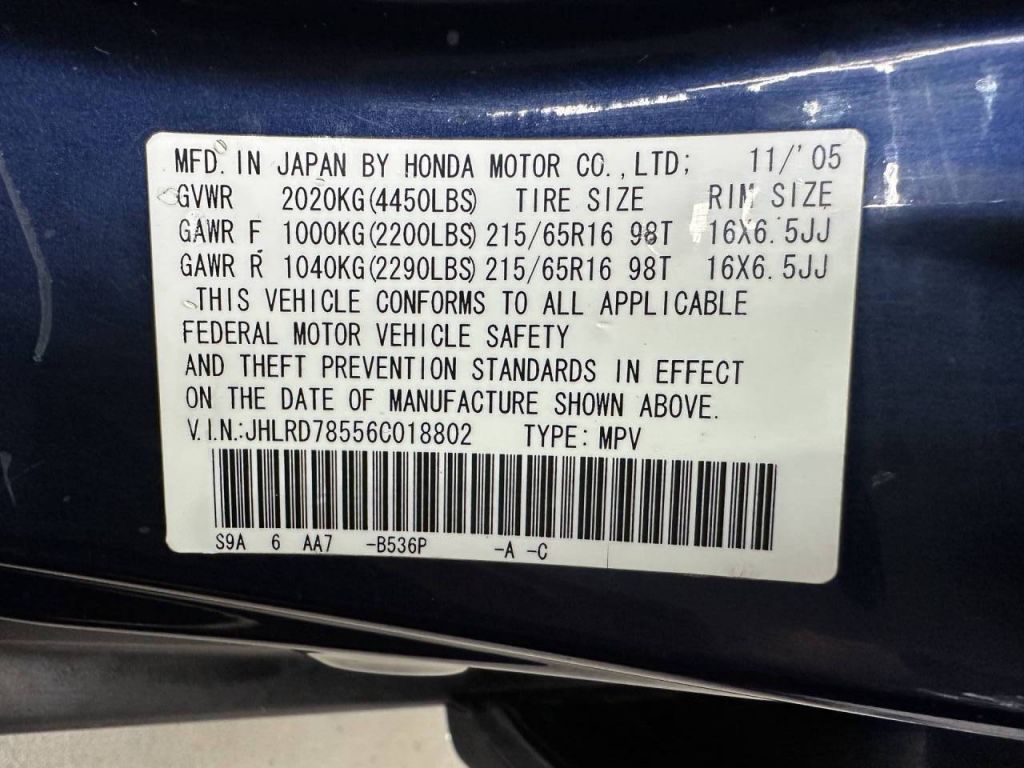 MFD. IN JAPAN BY HONDA MOTOR CO., LTD; 11/'05
GVWR 2020KG(4450LBS) TIRE SIZE RIM SIZE
GAWR F 1000KG(2200LBS) 215/65R16 98T 16X6.5JJ
GAWR R 1040KG(2290LBS) 215/65R16 98T 16X6.5JJ
THIS VEHICLE CONFORMS TO ALL APPLICABLE
FEDERAL MOTOR VEHICLE SAFETY
AND THEFT PREVENTION STANDARDS IN EFFECT
ON THE DATE OF MANUFACTURE SHOWN ABOVE.
V.I.N.:JHLRD78556C018802 TYPE: MPV
S9A 6 AA7 -B536P -A -C